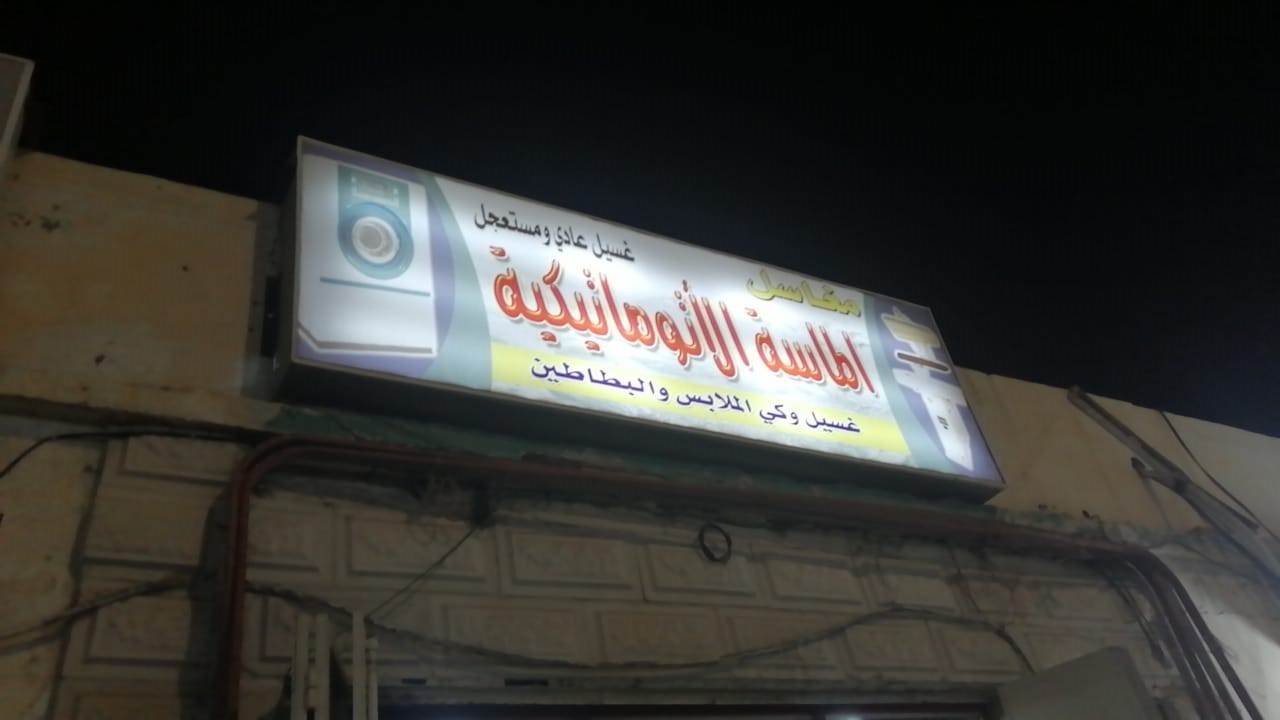 مغاسل
غسيل عادي ومستعجل
الماسة الأتوماتيكية
غسيل وكي الملابس والبطاطين